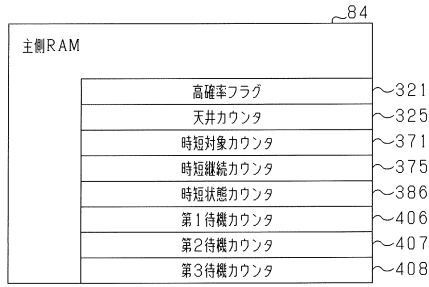 84
主側RAM
高確率フラグ 321
天井カウンタ 325
時短対象カウンタ 371
時短継続カウンタ 375
時短状態カウンタ 386
第1待機カウンタ 406
第2待機カウンタ 407
第3待機カウンタ 408